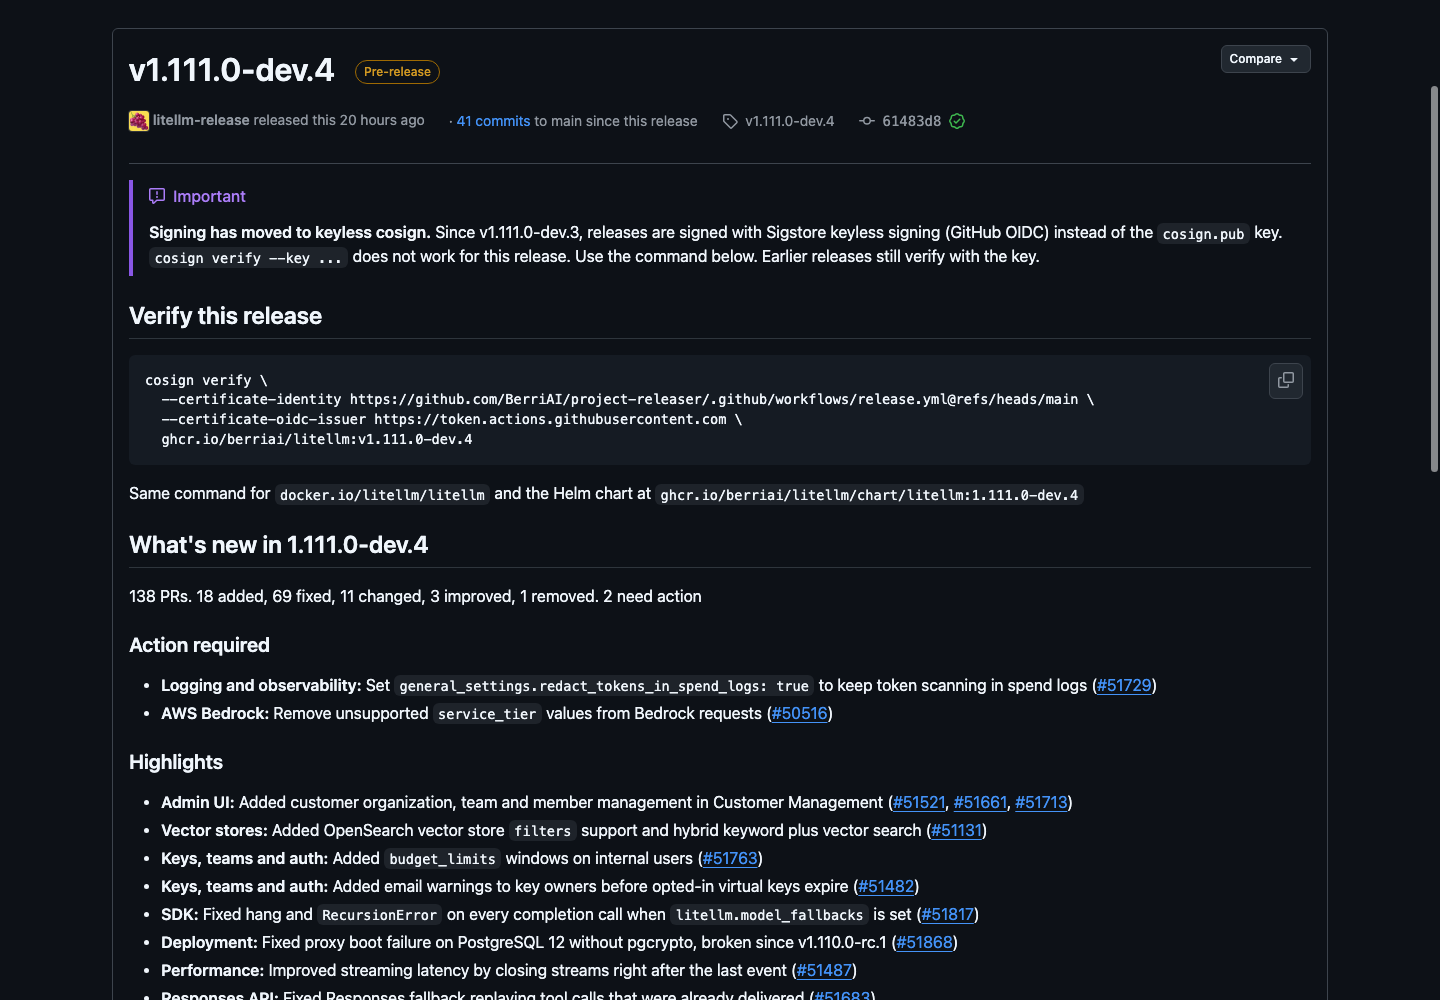 v1.111.0-dev.4 Pre-release Compare
litellm-release released this 20 hours ago · 41 commits to main since this release v1.111.0-dev.4 61483d8
Important
Signing has moved to keyless cosign. Since v1.111.0-dev.3, releases are signed with Sigstore keyless signing (GitHub OIDC) instead of the cosign.pub key.
cosign verify --key ... does not work for this release. Use the command below. Earlier releases still verify with the key.
Verify this release
cosign verify \
--certificate-identity https://github.com/BerriAI/project-releaser/.github/workflows/release.yml@refs/heads/main \
--certificate-oidc-issuer https://token.actions.githubusercontent.com \
ghcr.io/berriai/litellm:v1.111.0-dev.4
Same command for docker.io/litellm/litellm and the Helm chart at ghcr.io/berriai/litellm/chart/litellm:1.111.0-dev.4
What's new in 1.111.0-dev.4
138 PRs. 18 added, 69 fixed, 11 changed, 3 improved, 1 removed. 2 need action
Action required
• Logging and observability: Set general_settings.redact_tokens_in_spend_logs: true to keep token scanning in spend logs (#51729)
• AWS Bedrock: Remove unsupported service_tier values from Bedrock requests (#50516)
Highlights
• Admin UI: Added customer organization, team and member management in Customer Management (#51521, #51661, #51713)
• Vector stores: Added OpenSearch vector store filters support and hybrid keyword plus vector search (#51131)
• Keys, teams and auth: Added budget_limits windows on internal users (#51763)
• Keys, teams and auth: Added email warnings to key owners before opted-in virtual keys expire (#51482)
• SDK: Fixed hang and RecursionError on every completion call when litellm.model_fallbacks is set (#51817)
• Deployment: Fixed proxy boot failure on PostgreSQL 12 without pgcrypto, broken since v1.110.0-rc.1 (#51868)
• Performance: Improved streaming latency by closing streams right after the last event (#51487)
• Responses API: Fixed Responses fallback replaying tool calls that were already delivered (#51683)